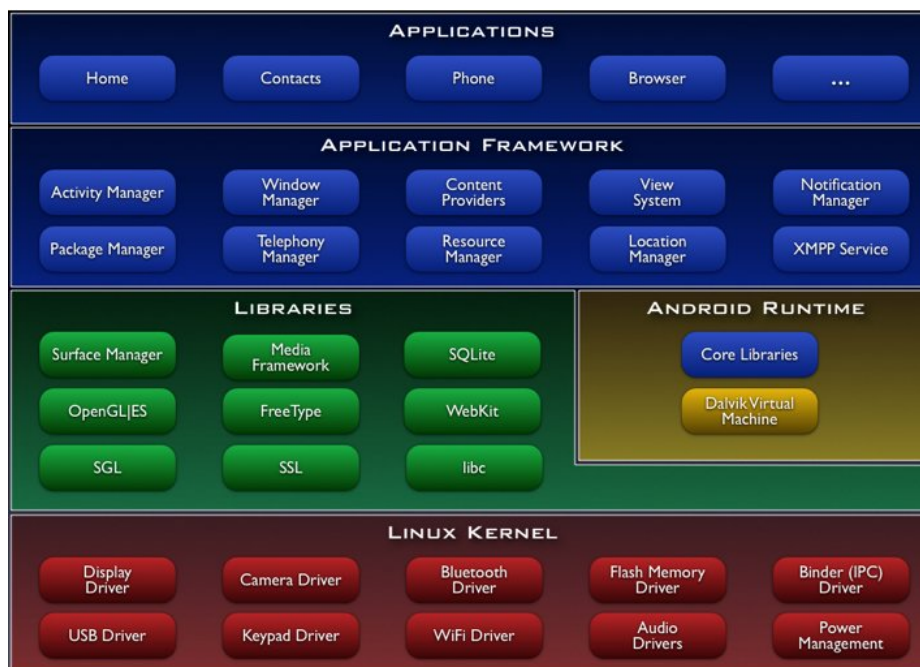 APPLICATIONS
Home
Contacts
Phone
Browser
...
APPLICATION FRAMEWORK
Activity Manager
Window
Manager
Content
Providers
View
System
Notification
Manager
Package Manager
Telephony
Manager
Resource
Manager
Location
Manager
XMPP Service
LIBRARIES
Surface Manager
Media
Framework
SQLite
OpenGL|ES
FreeType
WebKit
SGL
SSL
libc
ANDROID RUNTIME
Core Libraries
Dalvik Virtual
Machine
LINUX KERNEL
Display
Driver
Camera Driver
Bluetooth
Driver
Flash Memory
Driver
Binder (IPC)
Driver
USB Driver
Keypad Driver
WiFi Driver
Audio
Drivers
Power
Management